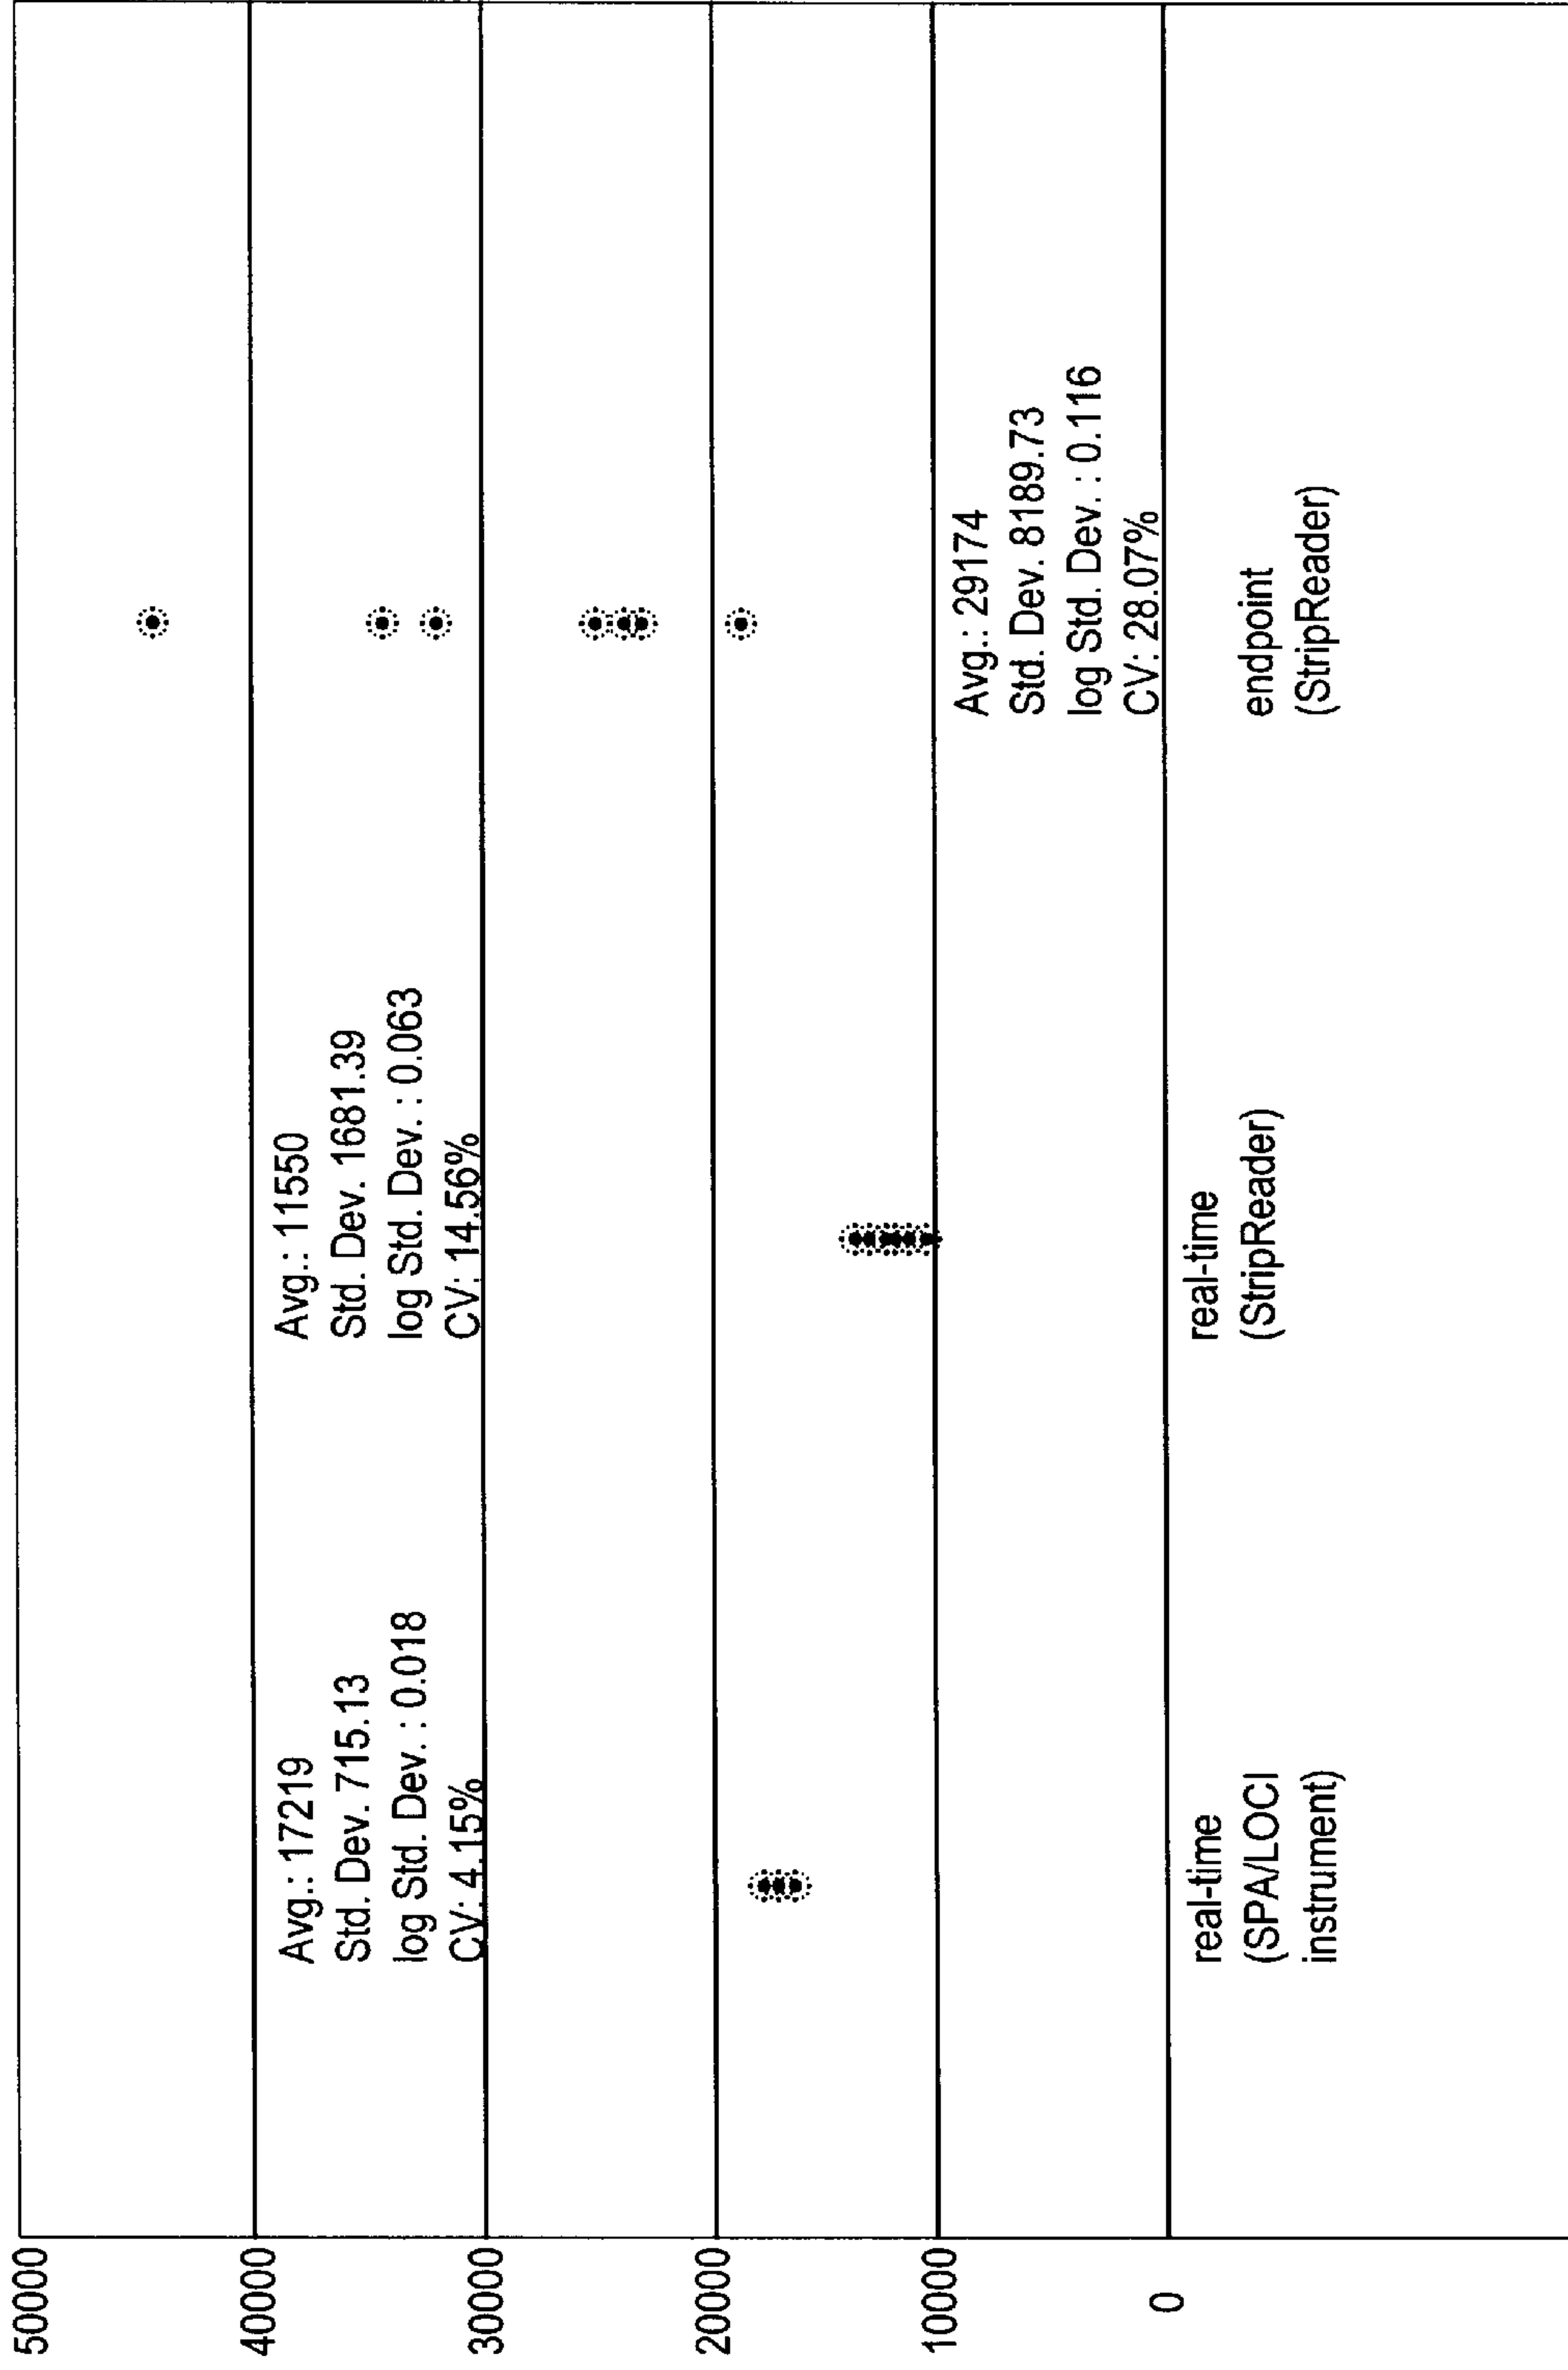 50000
40000
30000
20000
10000
0
Avg.: 17219
Std. Dev. 715.13
log Std. Dev. : 0.018
CV: 4.15%
real-time
(SPA/LOCI
instrument)
Avg.: 11550
Std. Dev. 1681.39
log Std. Dev. : 0.063
CV: 14.56%
real-time
(StripReader)
Avg.: 29174
Std. Dev. 8189.73
log Std. Dev. : 0.116
CV: 28.07%
endpoint
(StripReader)